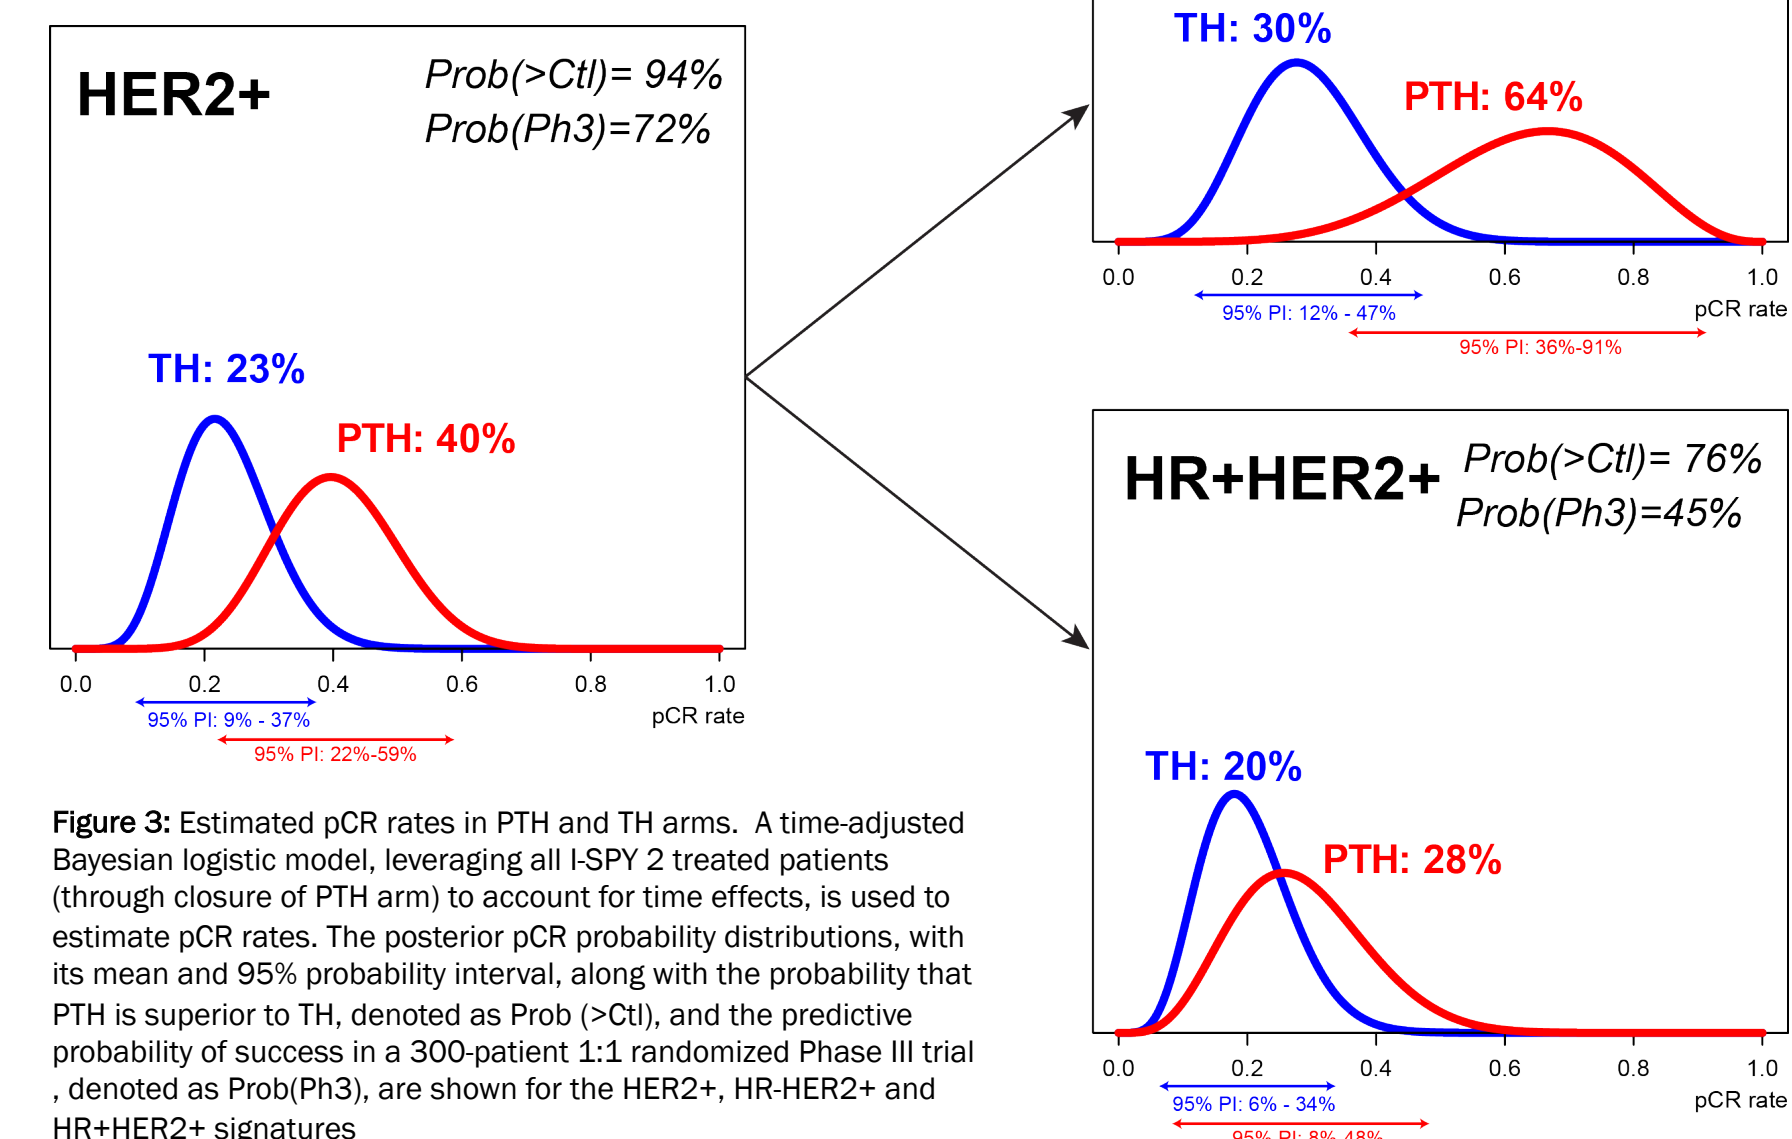 HER2+
Prob(>Ctl)= 94%
Prob(Ph3)=72%
TH: 23%
PTH: 40%
0.0 0.2 0.4 0.6 0.8 1.0
pCR rate
95% PI: 9% - 37%
95% PI: 22%-59%
TH: 30%
PTH: 64%
0.0 0.2 0.4 0.6 0.8 1.0
pCR rate
95% PI: 12% - 47%
95% PI: 36%-91%
HR+HER2+
Prob(>Ctl)= 76%
Prob(Ph3)=45%
TH: 20%
PTH: 28%
0.0 0.2 0.4 0.6 0.8 1.0
pCR rate
95% PI: 6% - 34%
95% PI: 8%-48%
Figure 3: Estimated pCR rates in PTH and TH arms. A time-adjusted
Bayesian logistic model, leveraging all I-SPY 2 treated patients
(through closure of PTH arm) to account for time effects, is used to
estimate pCR rates. The posterior pCR probability distributions, with
its mean and 95% probability interval, along with the probability that
PTH is superior to TH, denoted as Prob (>Ctl), and the predictive
probability of success in a 300-patient 1:1 randomized Phase III trial
, denoted as Prob(Ph3), are shown for the HER2+, HR-HER2+ and
HR+HER2+ signatures